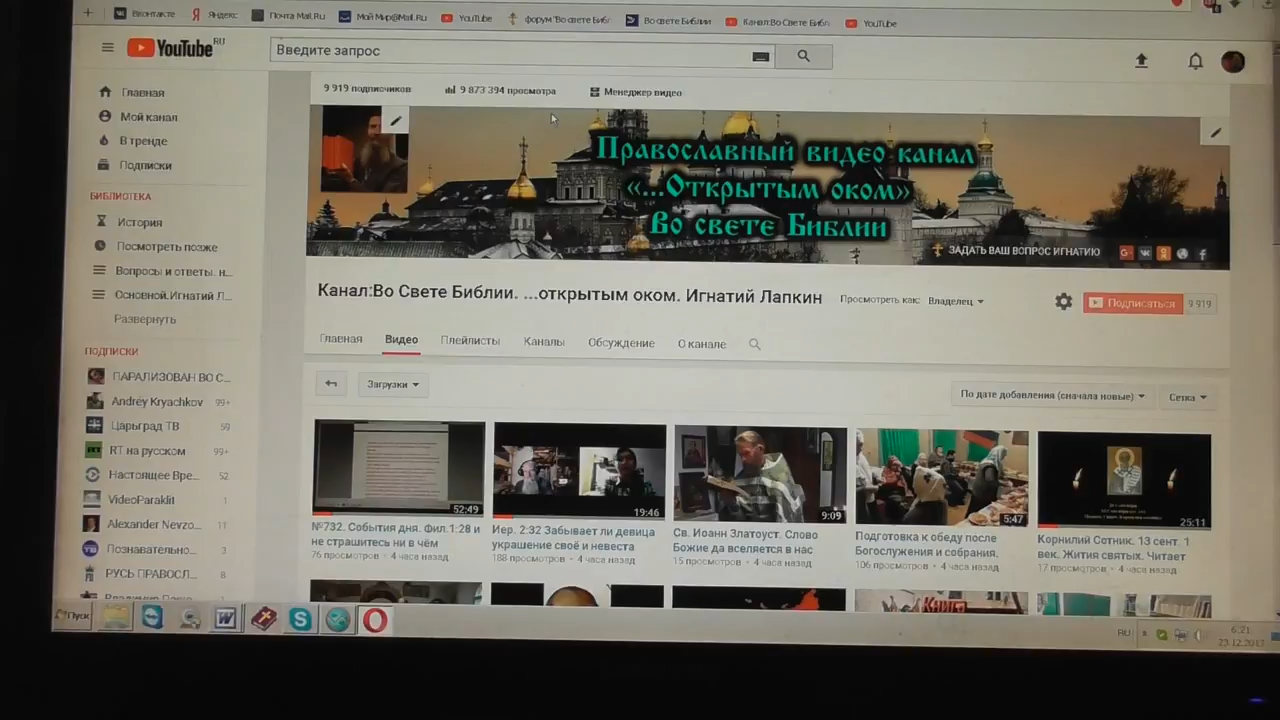 Вконтакте Яндекс Почта Mail.Ru Мой Мир@Mail.Ru YouTube форум "Во свете Библ Во свете Библии Канал:Во Свете Библ YouTube
YouTube RU
Введите запрос
Главная
Мой канал
В тренде
Подписки
БИБЛИОТЕКА
История
Посмотреть позже
Вопросы и ответы. н...
Основной.Игнатий Л...
Развернуть
ПОДПИСКИ
ПАРАЛИЗОВАН ВО С...
Andrey Kryachkov 99+
Царьград ТВ 59
RT на русском 99+
Настоящее Вре... 52
VideoParaklit 1
Alexander Nevzo... 11
Познавательно... 3
РУСЬ ПРАВОСЛ... 8
9 919 подписчиков 9 873 394 просмотра Менеджер видео
Православный видео канал
«...Открытым оком»
Во свете Библии
ЗАДАТЬ ВАШ ВОПРОС ИГНАТИЮ
Канал:Во Свете Библии. ...открытым оком. Игнатий Лапкин
Просмотреть как: Владелец
Подписаться 9 919
Главная Видео Плейлисты Каналы Обсуждение О канале
Загрузки
По дате добавления (сначала новые) Сетка
52:49
№732. События дня. Фил.1:28 и
не страшитесь ни в чём
76 просмотров • 4 часа назад
19:46
Иер. 2:32 Забывает ли девица
украшение своё и невеста
188 просмотров • 4 часа назад
9:09
Св. Иоанн Златоуст. Слово
Божие да вселяется в нас
15 просмотров • 4 часа назад
5:47
Подготовка к обеду после
Богослужения и собрания.
106 просмотров • 4 часа назад
25:11
Корнилий Сотник. 13 сент. 1
век. Жития святых. Читает
17 просмотров • 4 часа назад
Пуск
RU
6:21
23.12.2017